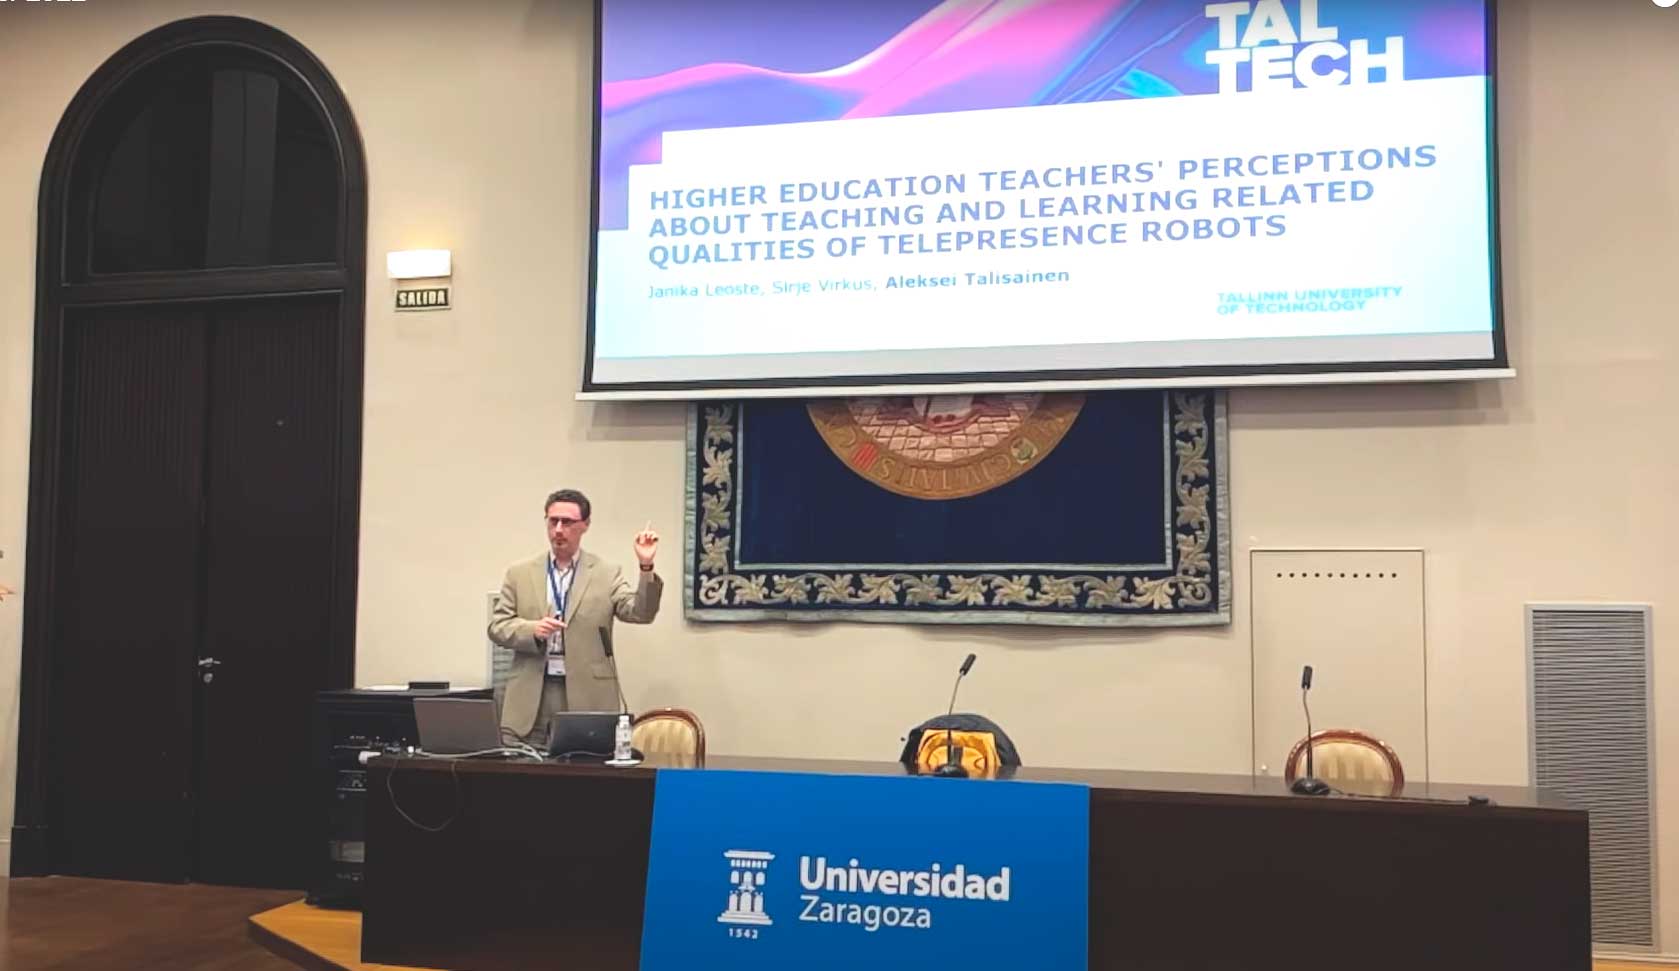 TAL
TECH
HIGHER EDUCATION TEACHERS' PERCEPTIONS
ABOUT TEACHING AND LEARNING RELATED
QUALITIES OF TELEPRESENCE ROBOTS
Janika Leoste, Sirje Virkus, Aleksei Talisainen
TALLINN UNIVERSITY
OF TECHNOLOGY
SALIDA
Universidad
Zaragoza
1542